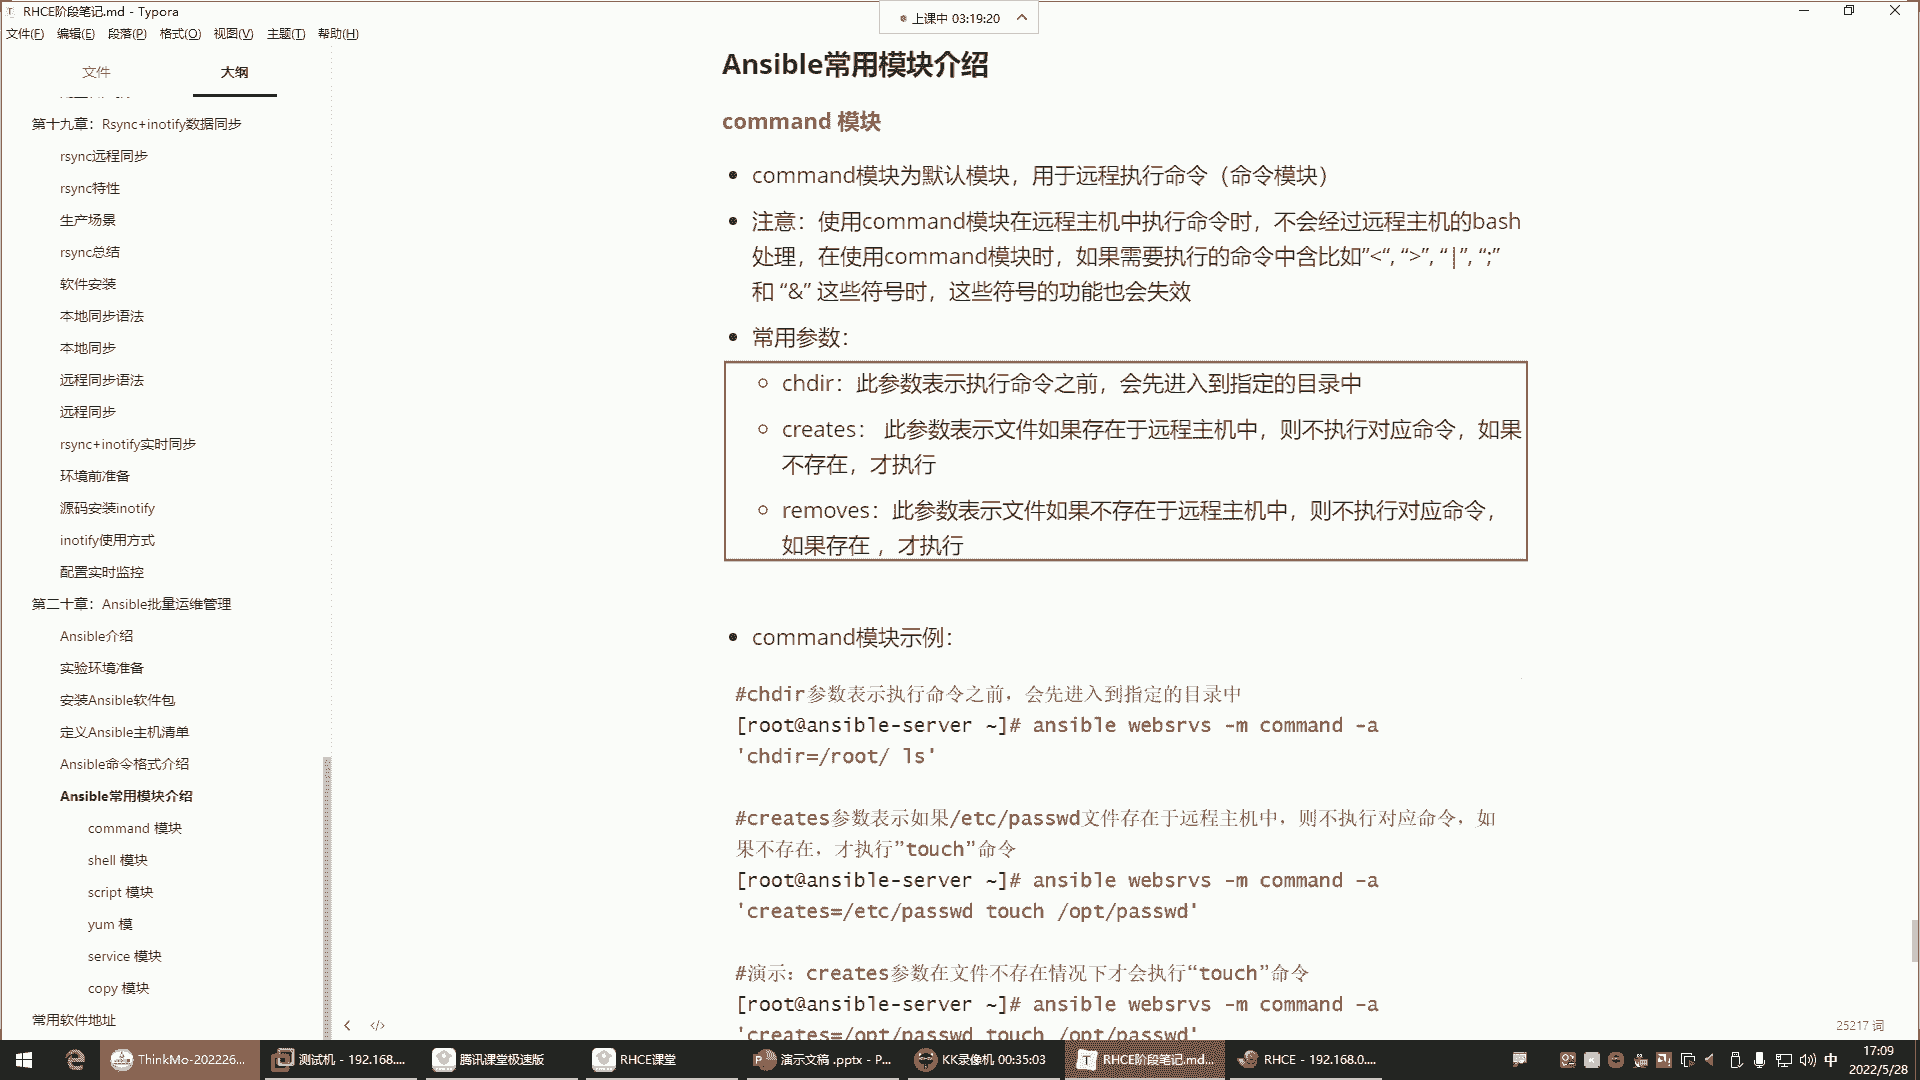 RHCE阶段笔记.md - Typora
上课中 03:19:20
文件(F) 编辑(E) 段落(P) 格式(O) 视图(V) 主题(T) 帮助(H)
文件 大纲
第十九章：Rsync+inotify数据同步
rsync远程同步
rsync特性
生产场景
rsync总结
软件安装
本地同步语法
本地同步
远程同步语法
远程同步
rsync+inotify实时同步
环境前准备
源码安装inotify
inotify使用方式
配置实时监控
第二十章：Ansible批量运维管理
Ansible介绍
实验环境准备
安装Ansible软件包
定义Ansible主机清单
Ansible命令格式介绍
Ansible常用模块介绍
command 模块
shell 模块
script 模块
yum 模
service 模块
copy 模块
常用软件地址
Ansible常用模块介绍
command 模块
command模块为默认模块，用于远程执行命令（命令模块）
注意：使用command模块在远程主机中执行命令时，不会经过远程主机的bash
处理，在使用command模块时，如果需要执行的命令中含比如”<“, “>”, “|”, “;”
和 “&” 这些符号时，这些符号的功能也会失效
常用参数：
chdir：此参数表示执行命令之前，会先进入到指定的目录中
creates： 此参数表示文件如果存在于远程主机中，则不执行对应命令，如果
不存在，才执行
removes：此参数表示文件如果不存在于远程主机中，则不执行对应命令，
如果存在 ，才执行
command模块示例：
#chdir参数表示执行命令之前，会先进入到指定的目录中
[root@ansible-server ~]# ansible websrvs -m command -a
'chdir=/root/ ls'
#creates参数表示如果/etc/passwd文件存在于远程主机中，则不执行对应命令，如
果不存在，才执行”touch”命令
[root@ansible-server ~]# ansible websrvs -m command -a
'creates=/etc/passwd touch /opt/passwd'
#演示：creates参数在文件不存在情况下才会执行“touch”命令
[root@ansible-server ~]# ansible websrvs -m command -a
'creates=/opt/passwd touch /opt/passwd'
25217 词
ThinkMo-202226... 测试机 - 192.168.... 腾讯课堂极速版 RHCE课堂 演示文稿 .pptx - P... KK录像机 00:35:03 RHCE阶段笔记.md... RHCE - 192.168.0.... 中 17:09
2022/5/28